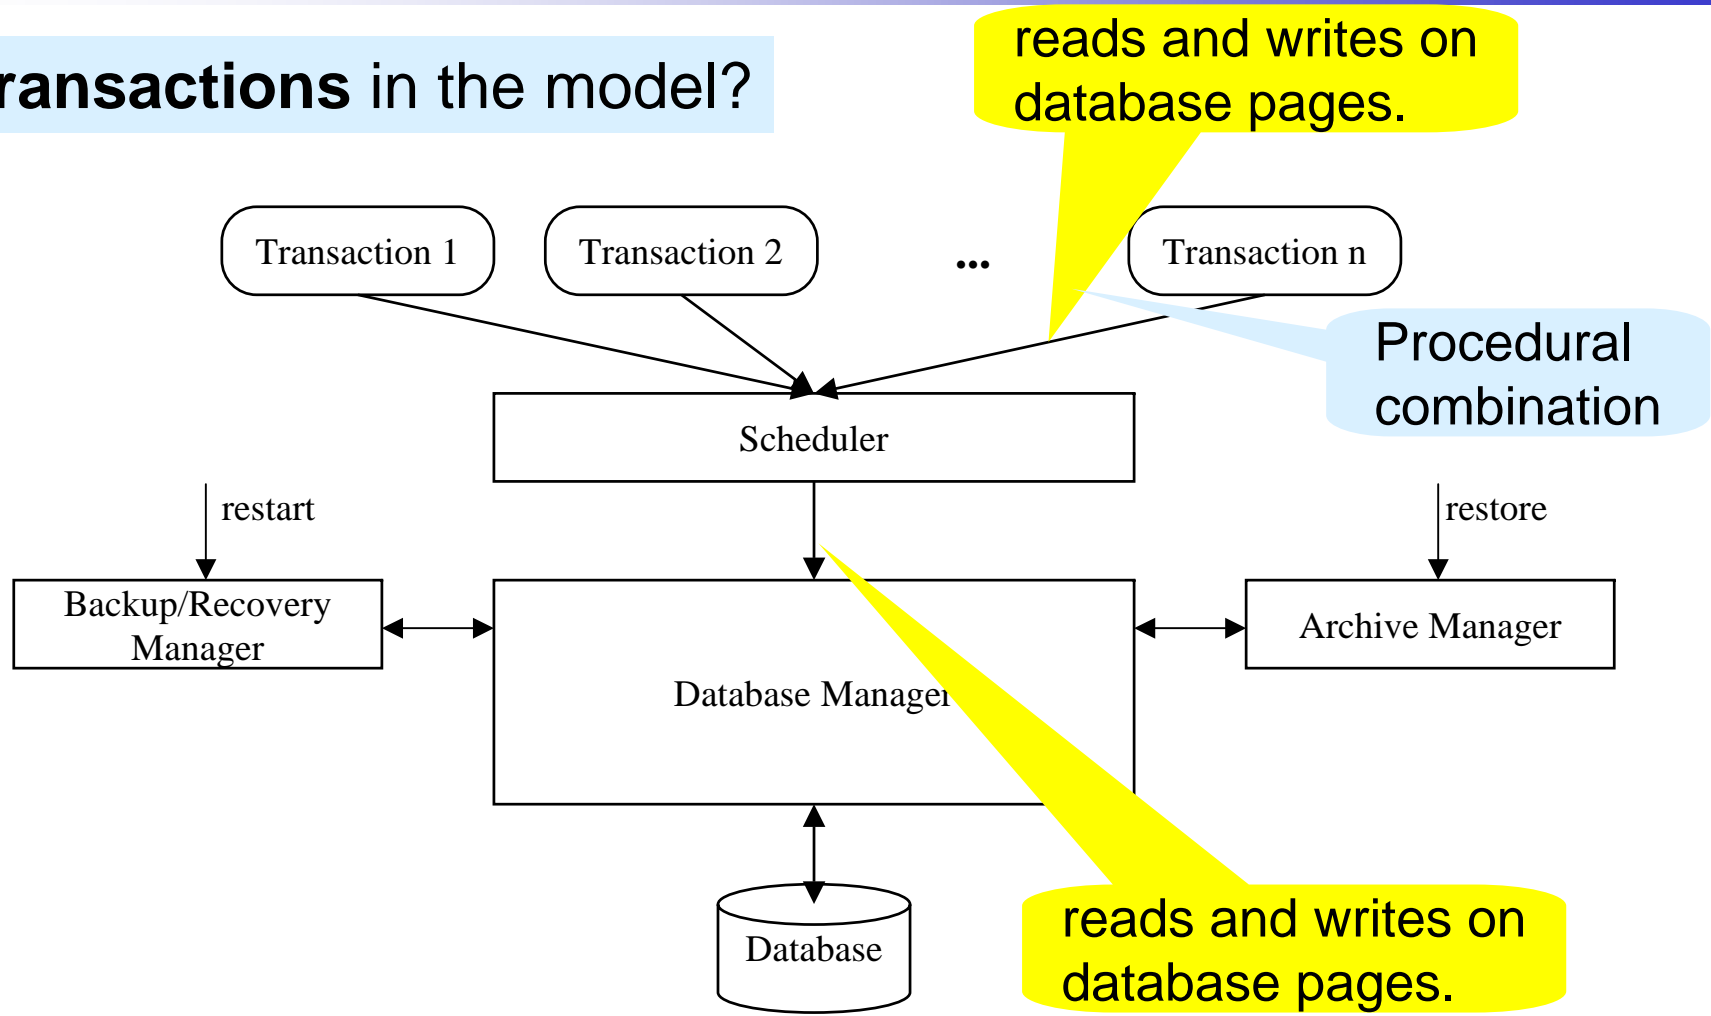 reads and writes on
database pages.
ransactions in the model?
Transaction 1
Transaction 2
...
Transaction n
Procedural
combination
Scheduler
restart
restore
Backup/Recovery
Manager
Archive Manager
Database Manager
Database
reads and writes on
database pages.